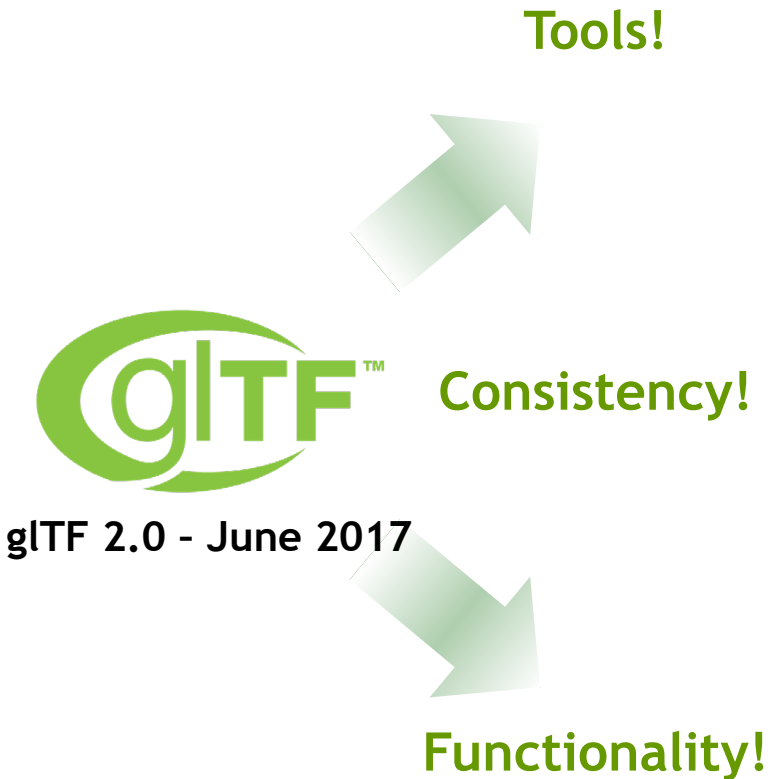 Tools!
glTF™
Consistency!
glTF 2.0 – June 2017
Functionality!